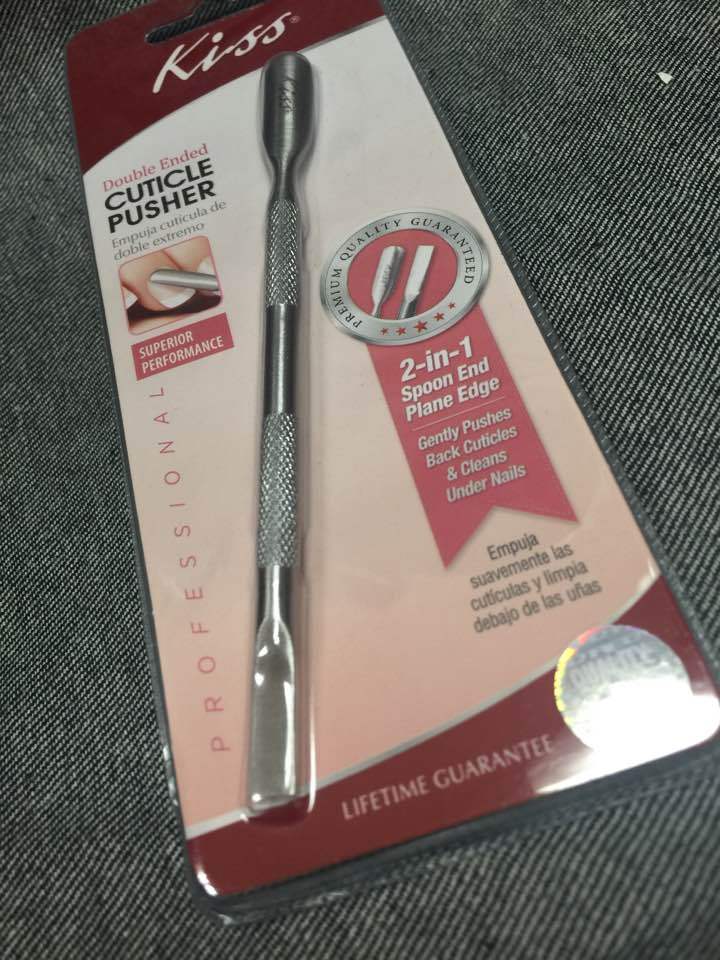 Kiss®
Double Ended
CUTICLE
PUSHER
Empuja cutícula de
doble extremo
SUPERIOR
PERFORMANCE
PROFESSIONAL
PREMIUM QUALITY GUARANTEED
2-in-1
Spoon End
Plane Edge
Gently Pushes
Back Cuticles
& Cleans
Under Nails
Empuja
suavemente las
cutículas y limpia
debajo de las uñas
LIFETIME GUARANTEE